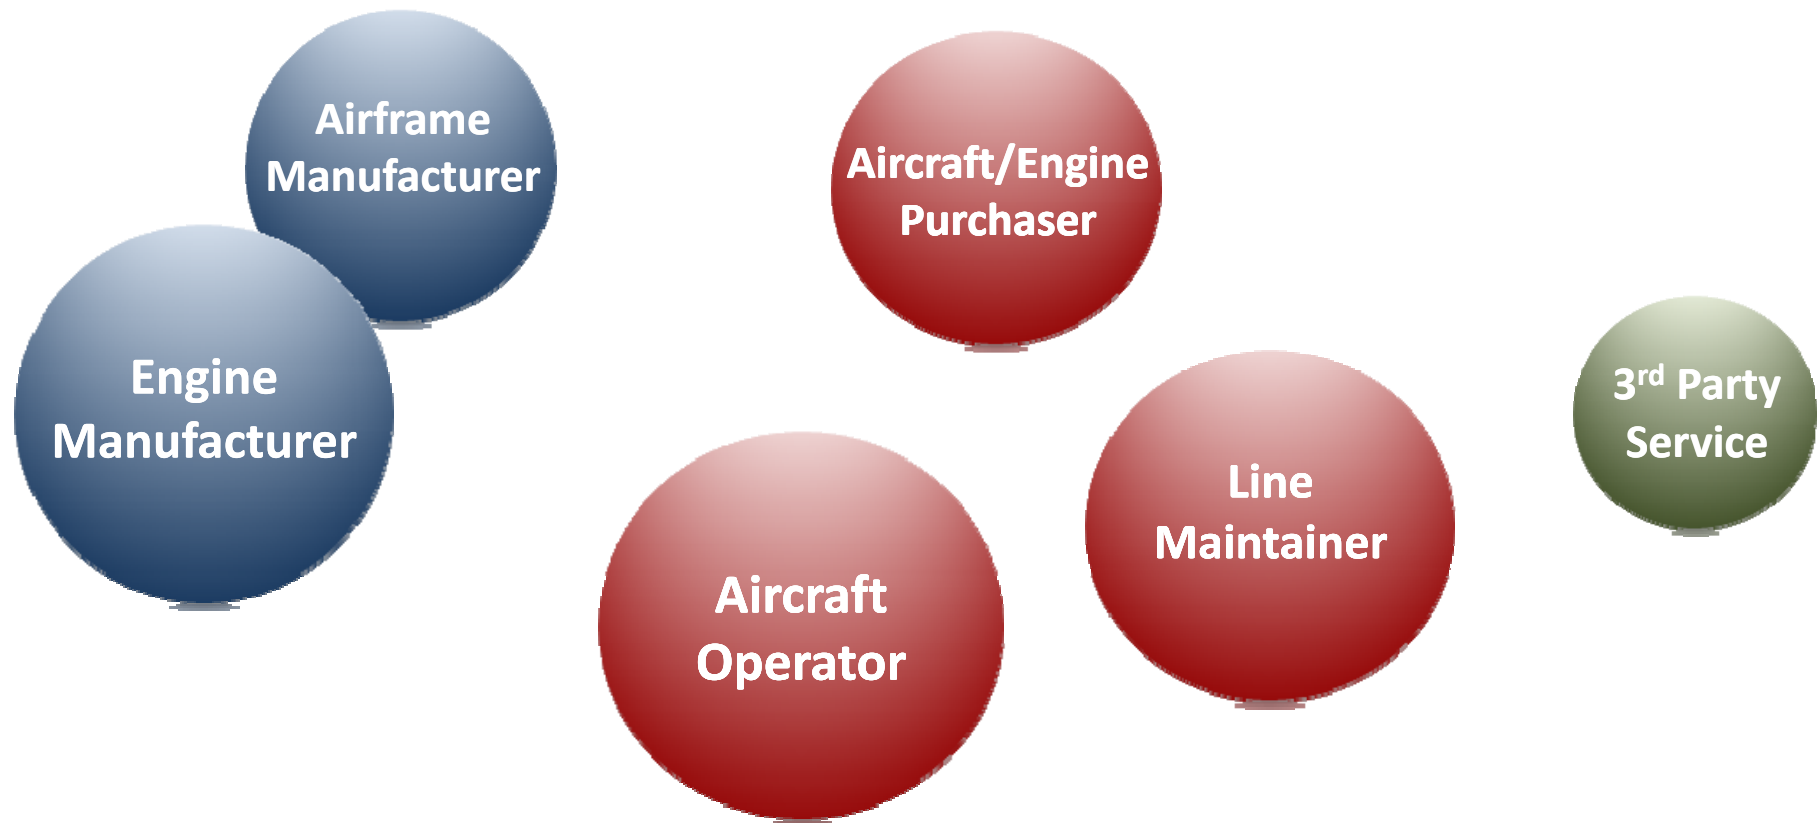 Airframe
Manufacturer
Aircraft/Engine
Purchaser
Engine
Manufacturer
3rd Party
Service
Line
Maintainer
Aircraft
Operator